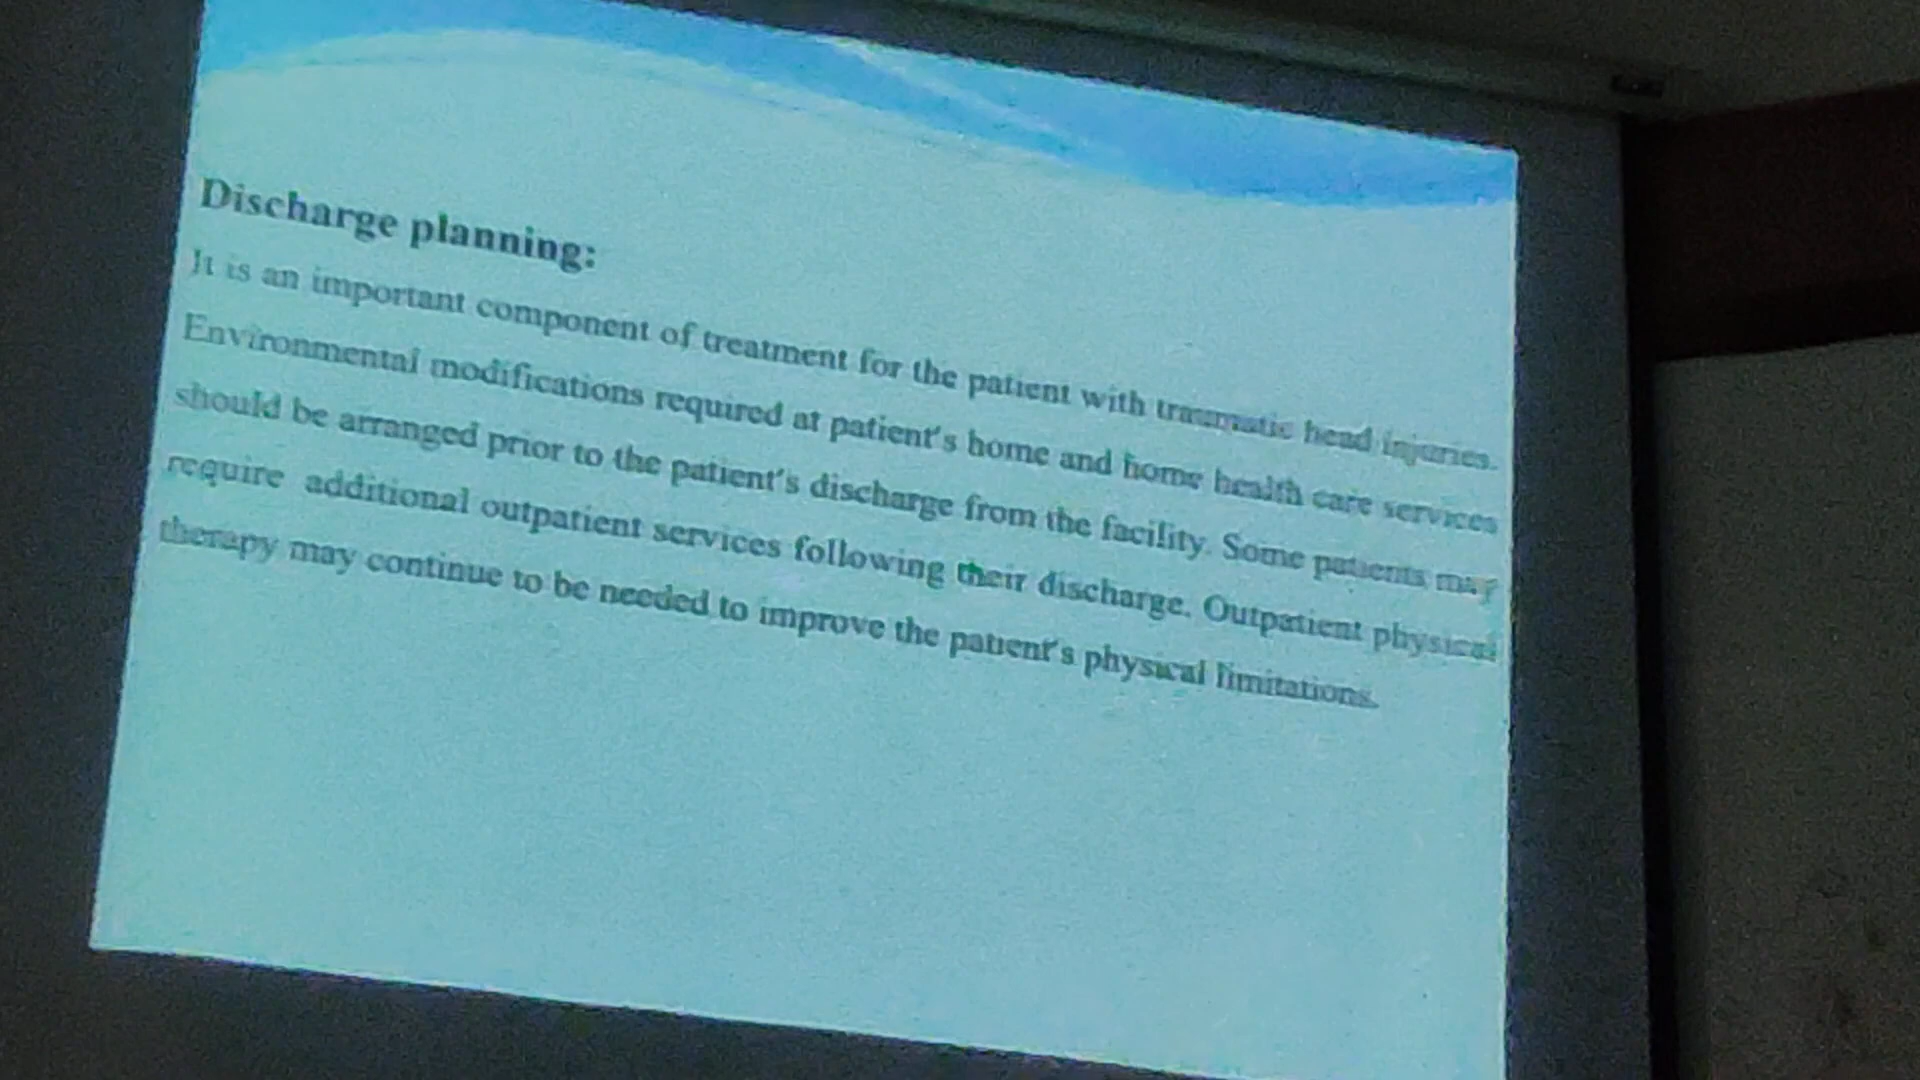 Discharge planning:
It is an important component of treatment for the patient with traumatic head injuries.
Environmental modifications required at patient's home and home health care services
should be arranged prior to the patient's discharge from the facility. Some patients may
require additional outpatient services following their discharge. Outpatient physical
therapy may continue to be needed to improve the patient's physical limitations.